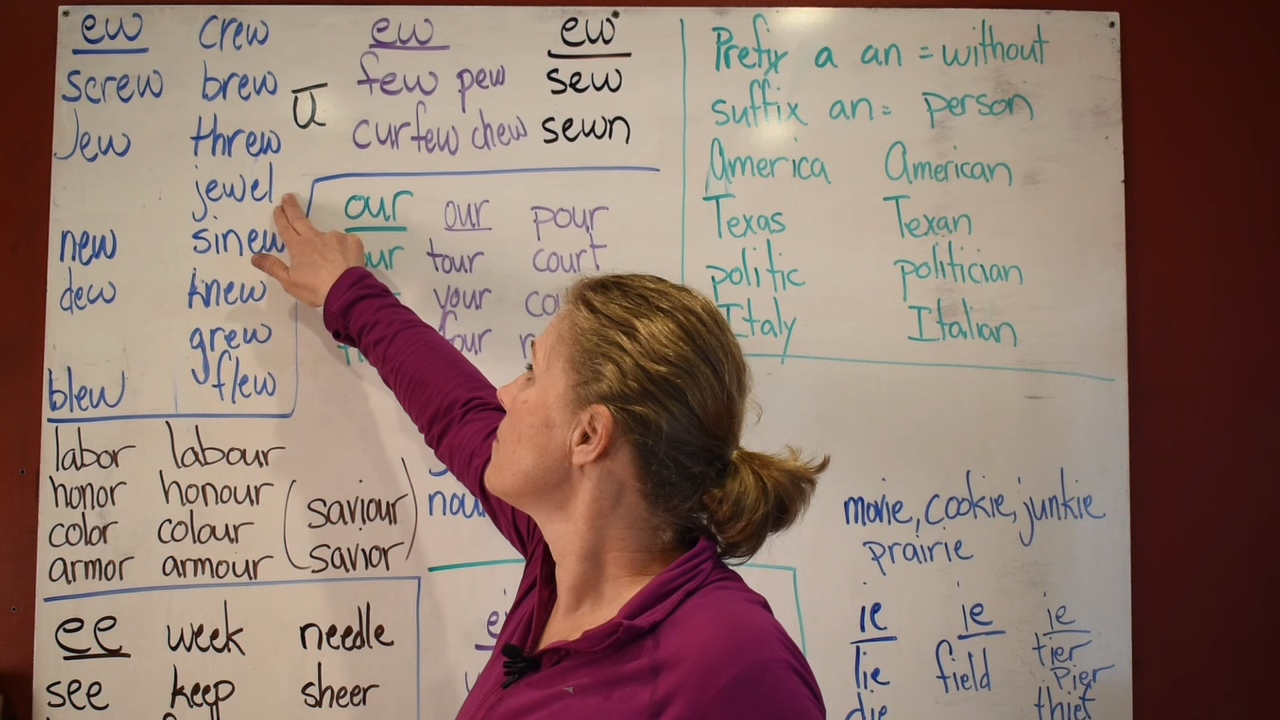 ew crew
screw brew
Jew threw
jewel
new sinew
dew knew
grew
blew flew
ū
ew
few pew
curfew chew
ew
sew
sewn
our our pour
tour court
your
four
Prefix a an = without
suffix an = person
America American
Texas Texan
politic politician
Italy Italian
labor labour
honor honour
color colour
armor armour
(saviour
savior)
ee week needle
see keep sheer
movie, cookie, junkie
prairie
ie ie ie
lie field tier
Pier
die thief